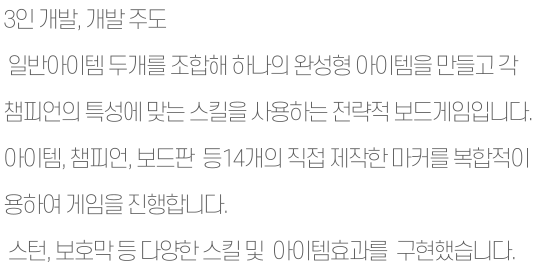 3인 개발, 개발 주도
일반아이템 두개를 조합해 하나의 완성형 아이템을 만들고 각
챔피언의 특성에 맞는 스킬을 사용하는 전략적 보드게임입니다.
아이템, 챔피언, 보드판 등14개의 직접 제작한 마커를 복합적이
용하여 게임을 진행합니다.
스턴, 보호막 등 다양한 스킬 및 아이템효과를 구현했습니다.